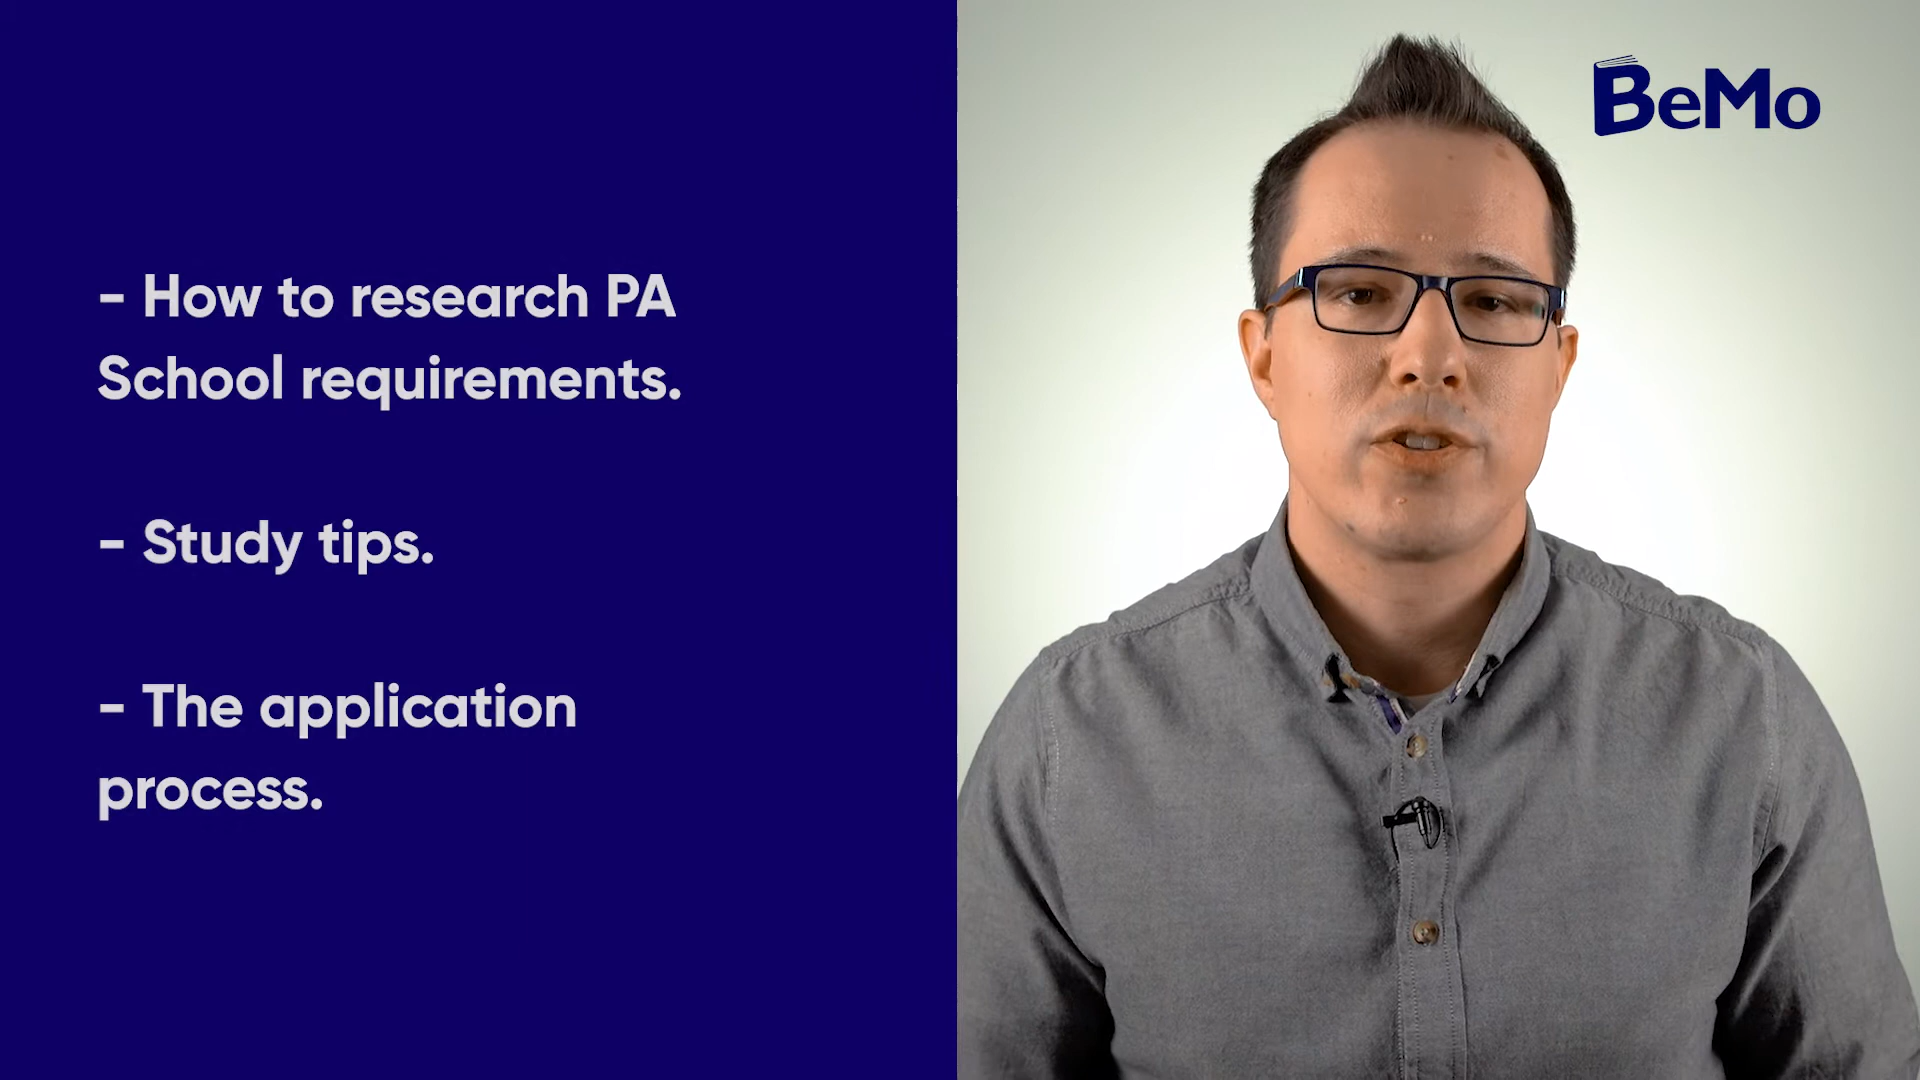 - How to research PA
School requirements.
- Study tips.
- The application
process.
BeMo